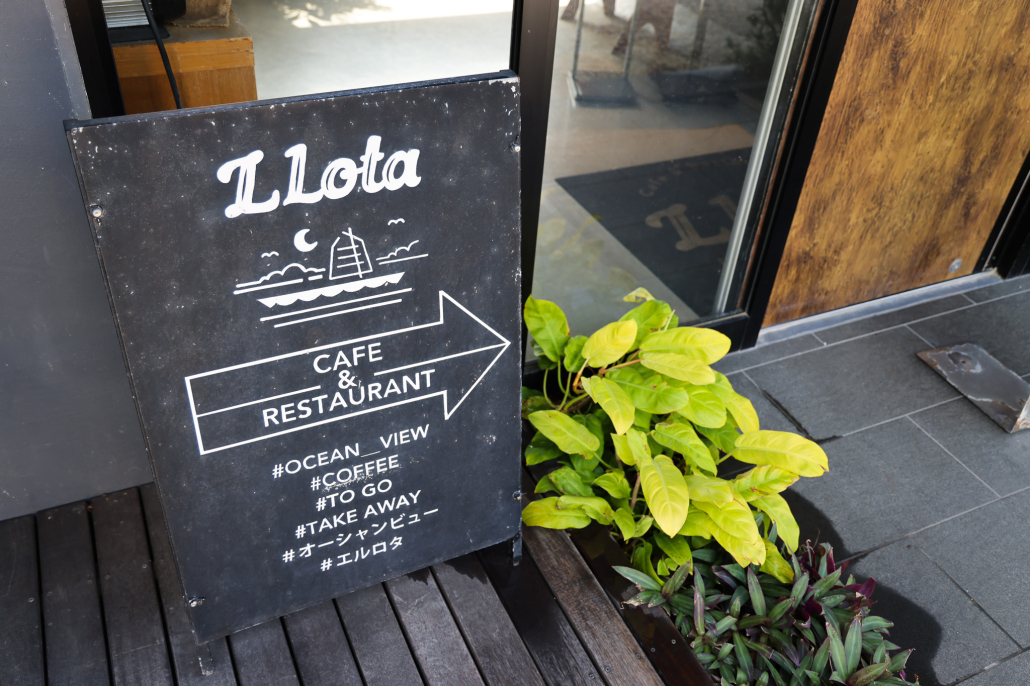 LLota
CAFE
&
RESTAURANT
#OCEAN__VIEW
#COFFEE
#TO GO
#TAKE AWAY
#オーシャンビュー
#エルロタ